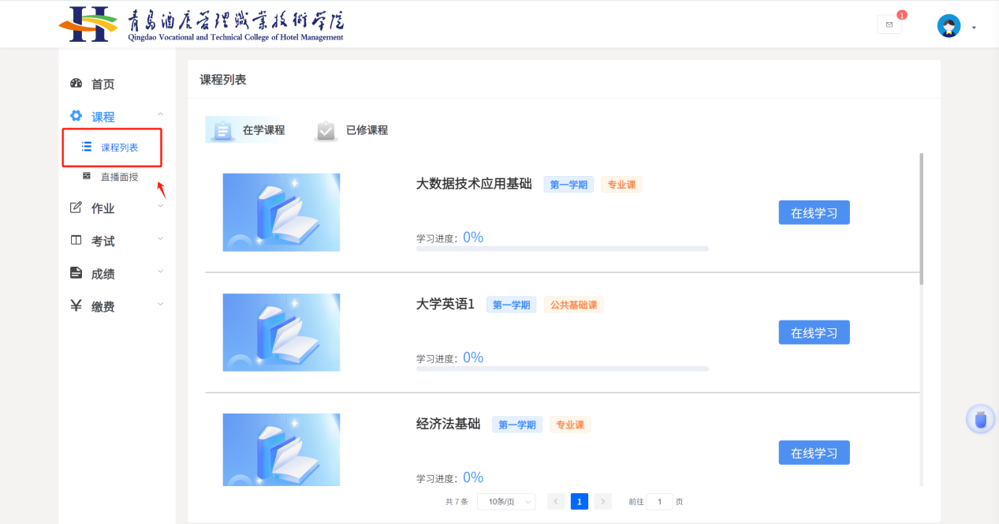 青岛酒店管理职业技术学院
Qingdao Vocational and Technical College of Hotel Management
1
首页
课程
课程列表
直播面授
作业
考试
成绩
缴费
课程列表
在学课程 已修课程
大数据技术应用基础 第一学期 专业课
在线学习
学习进度: 0%
大学英语1 第一学期 公共基础课
在线学习
学习进度: 0%
经济法基础 第一学期 专业课
在线学习
学习进度: 0%
共 7 条 10条/页 1 前往 1 页